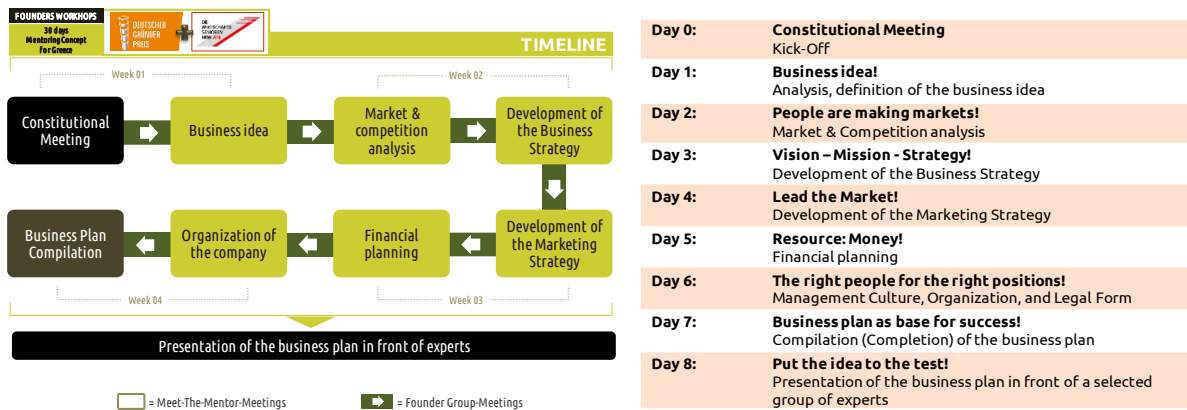 FOUNDERS WORKHOPS
30 days
Mentoring Concept
for Greece
DEUTSCHER
GRÜNDER
PREIS
DIE
WIRTSCHAFTS
SENIOREN
TIMELINE
Week 01
Week 02
Constitutional
Meeting
Business idea
Market &
competition
analysis
Development of
the Business
Strategy
Business Plan
Compilation
Organization of
the company
Financial
planning
Development of
the Marketing
Strategy
Week 04
Week 03
Presentation of the business plan in front of experts
= Meet-The-Mentor-Meetings
= Founder Group-Meetings
Day 0: Constitutional Meeting
Kick-Off
Day 1: Business idea!
Analysis, definition of the business idea
Day 2: People are making markets!
Market & Competition analysis
Day 3: Vision – Mission - Strategy!
Development of the Business Strategy
Day 4: Lead the Market!
Development of the Marketing Strategy
Day 5: Resource: Money!
Financial planning
Day 6: The right people for the right positions!
Management Culture, Organization, and Legal Form
Day 7: Business plan as base for success!
Compilation (Completion) of the business plan
Day 8: Put the idea to the test!
Presentation of the business plan in front of a selected
group of experts